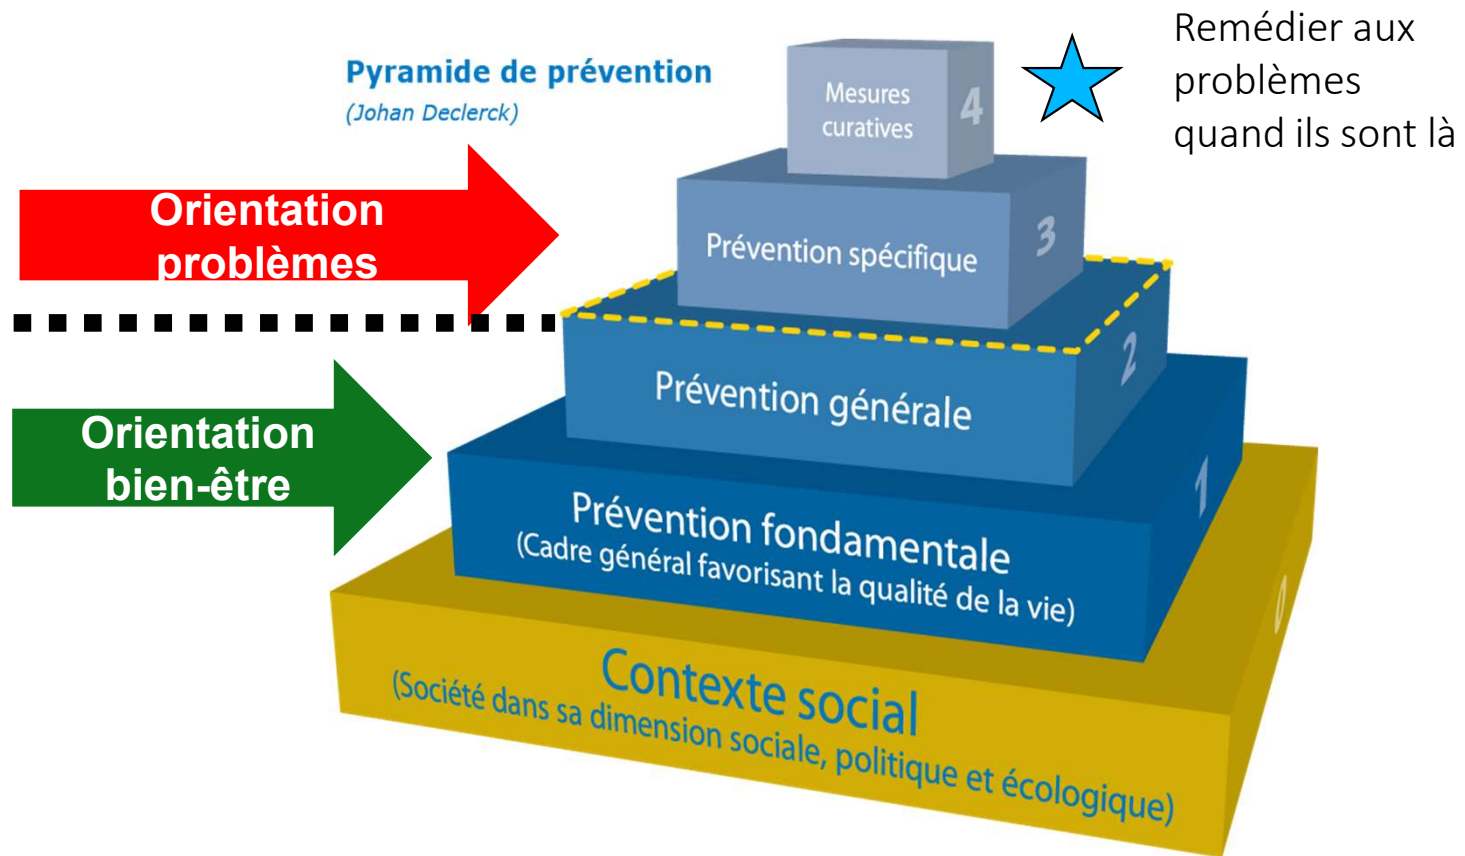 Remédier aux
problèmes
quand ils sont là
Pyramide de prévention
(Johan Declerck)
Mesures
curatives
4
Orientation
problèmes
Prévention spécifique
3
Prévention générale
2
Orientation
bien-être
Prévention fondamentale
(Cadre général favorisant la qualité de la vie)
1
Contexte social
(Société dans sa dimension sociale, politique et écologique)
0